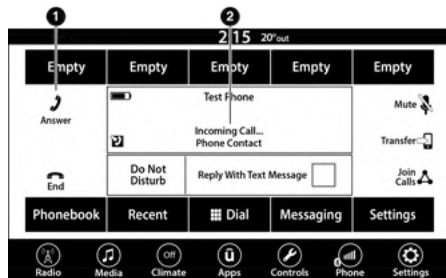 1 2
2 15 20°out
Empty Empty Empty Empty Empty
Test Phone
Answer
Mute
Incoming Call...
Phone Contact
Transfer
End
Do Not
Disturb
Reply With Text Message
Join
Calls
Phonebook Recent Dial Messaging Settings
Off
Radio Media Climate Apps Controls Phone Settings